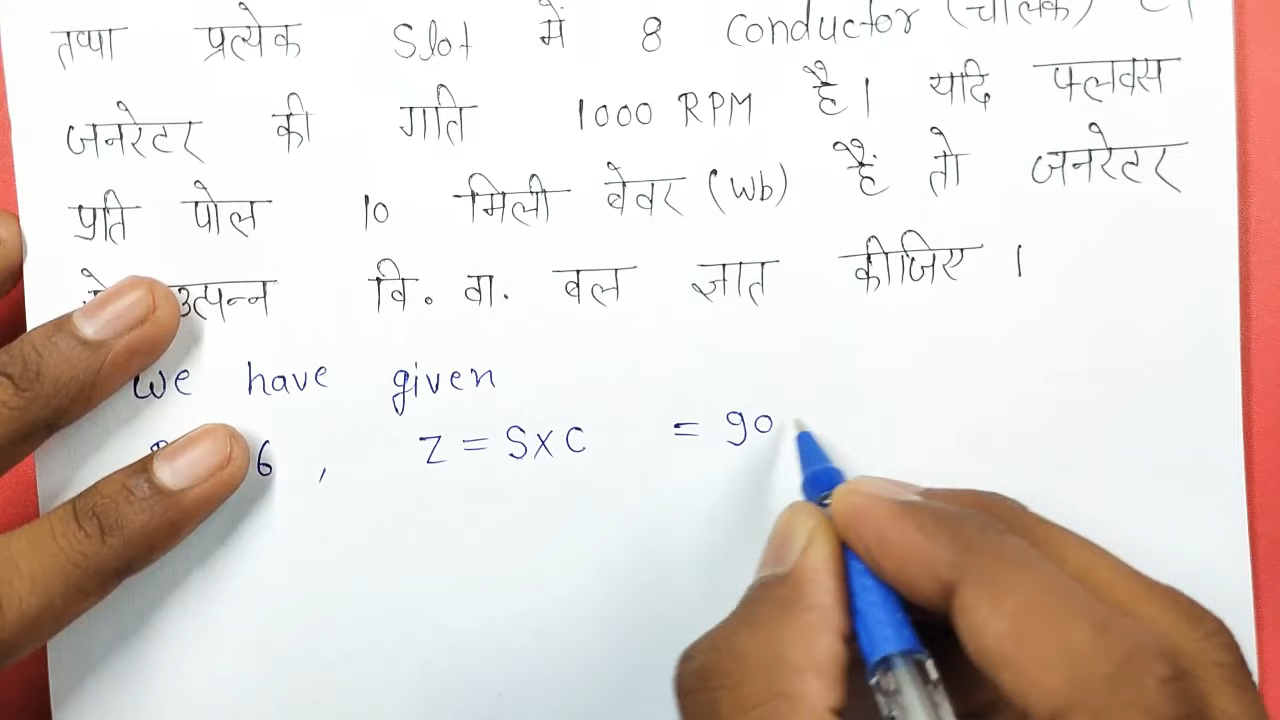 तथा प्रत्येक Slot में 8 Conductor (चालक)
जनरेटर की गति 1000 RPM है। यदि फ्लक्स
प्रति पोल 10 मिली वेवर (Wb) हैं तो जनरेटर
उत्पन्न वि. वा. बल ज्ञात कीजिए ।
We have given
6 , Z = S×C = 90